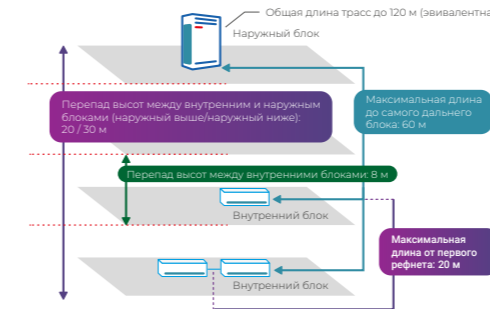 Общая длина трасс до 120 м (эвивалентна
Наружный блок
Перепад высот между внутренним и наружным
блоками (наружный выше/наружный ниже):
20 / 30 м
Максимальная длина
до самого дальнего
блока: 60 м
Перепад высот между внутренними блоками: 8 м
Внутренний блок
Максимальная
длина от первого
рефнета: 20 м
Внутренний блок